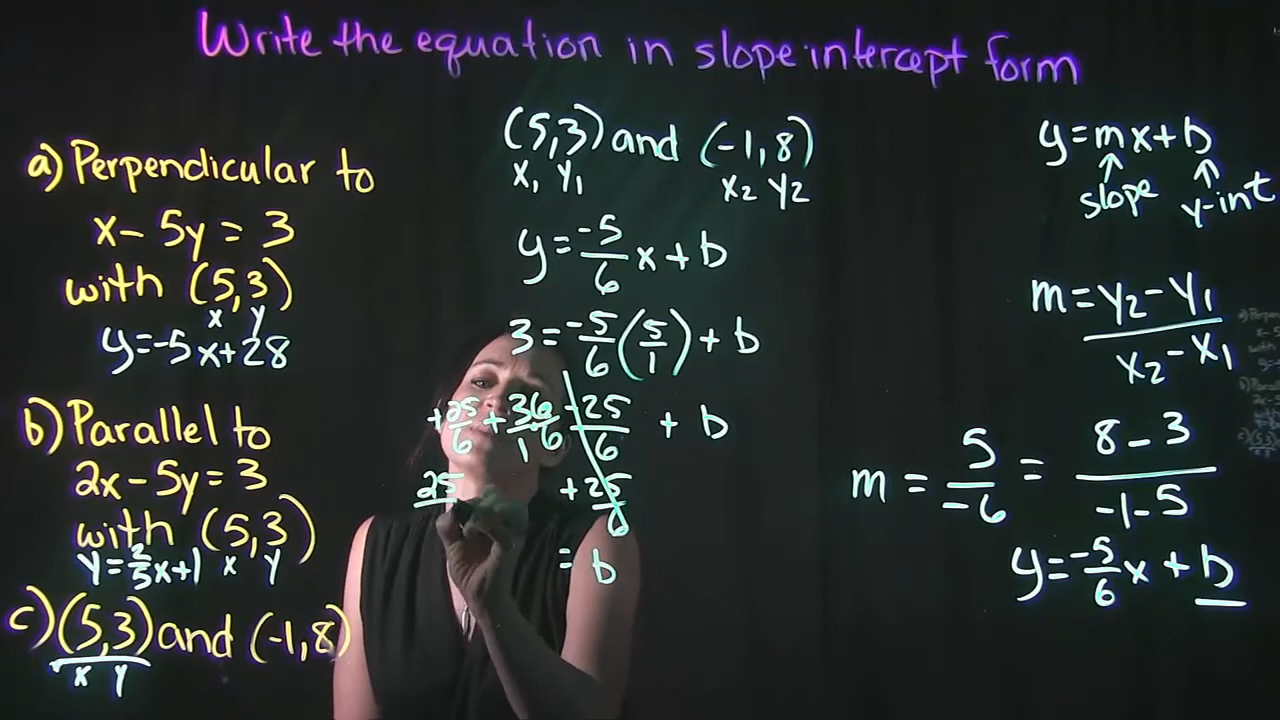 Write the equation in slope intercept form
a) Perpendicular to
x - 5y = 3
with (5,3)
x y
y=-5x+28
b) Parallel to
2x - 5y = 3
with (5,3)
y = 2/5 x+1 x y
c) (5,3) and (-1,8)
x y
(5,3) and (-1,8)
x₁ y₁ x₂ y₂
y = -5/6 x + b
3 = -5/6 (5/1) + b
+25/6 + 36/6 -25/6 + b
1
25 +25/6
= b
y = mx + b
slope y-int
m = y₂ - y₁ / x₂ - x₁
m = 5/-6 = 8 - 3 / -1 - 5
y = -5/6 x + b